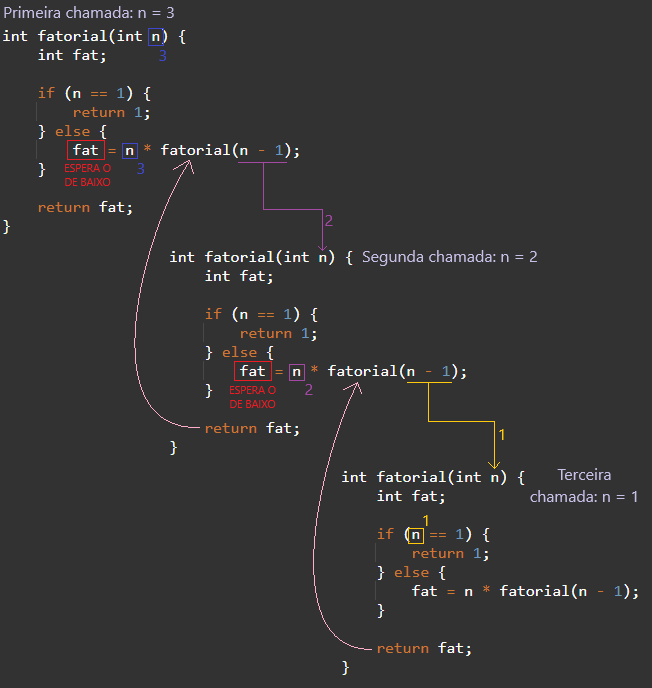 Primeira chamada: n = 3
int fatorial(int n) {
int fat;
3
if (n == 1) {
return 1;
} else {
fat = n * fatorial(n - 1);
} ESPERA O 3
DE BAIXO
return fat;
}
2
int fatorial(int n) { Segunda chamada: n = 2
int fat;
if (n == 1) {
return 1;
} else {
fat = n * fatorial(n - 1);
} ESPERA O 2
DE BAIXO
return fat;
}
1
int fatorial(int n) { Terceira
int fat; chamada: n = 1
1
if (n == 1) {
return 1;
} else {
fat = n * fatorial(n - 1);
}
return fat;
}